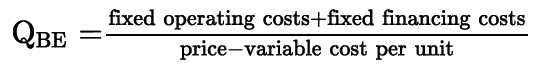 Q_BE = fixed operating costs+fixed financing costs
price−variable cost per unit